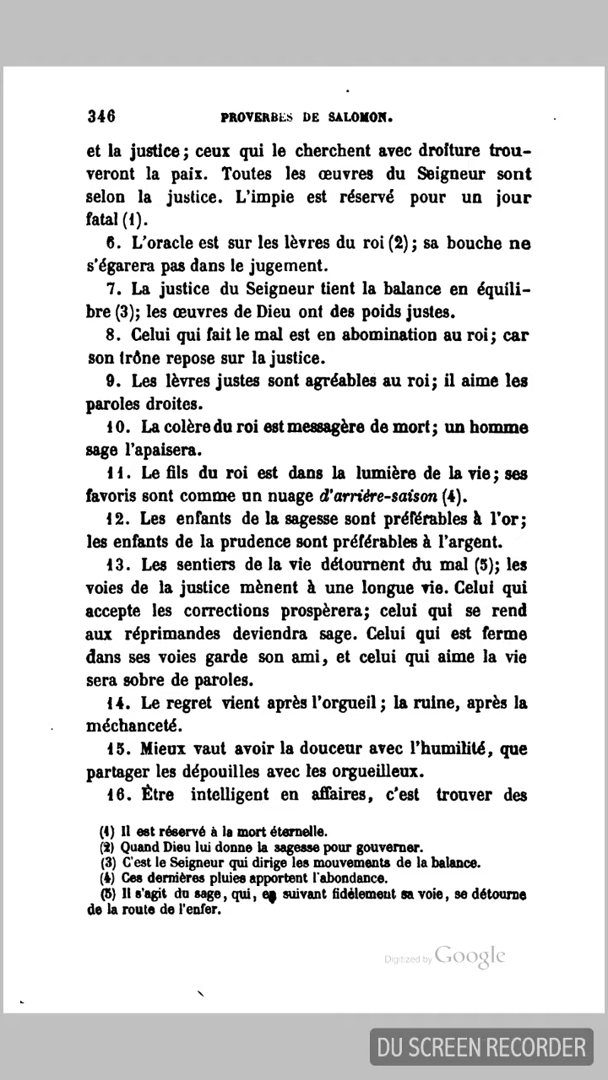 346 PROVERBES DE SALOMON.
et la justice; ceux qui le cherchent avec droiture trou-
veront la paix. Toutes les œuvres du Seigneur sont
selon la justice. L'impie est réservé pour un jour
fatal (1).
6. L'oracle est sur les lèvres du roi (2); sa bouche ne
s'égarera pas dans le jugement.
7. La justice du Seigneur tient la balance en équili-
bre (3); les œuvres de Dieu ont des poids justes.
8. Celui qui fait le mal est en abomination au roi; car
son trône repose sur la justice.
9. Les lèvres justes sont agréables au roi; il aime les
paroles droites.
10. La colère du roi est messagère de mort; un homme
sage l'apaisera.
11. Le fils du roi est dans la lumière de la vie; ses
favoris sont comme un nuage d'arrière-saison (4).
12. Les enfants de la sagesse sont préférables à l'or;
les enfants de la prudence sont préférables à l'argent.
13. Les sentiers de la vie détournent du mal (5); les
voies de la justice mènent à une longue vie. Celui qui
accepte les corrections prospèrera; celui qui se rend
aux réprimandes deviendra sage. Celui qui est ferme
dans ses voies garde son ami, et celui qui aime la vie
sera sobre de paroles.
14. Le regret vient après l'orgueil; la ruine, après la
méchanceté.
15. Mieux vaut avoir la douceur avec l'humilité, que
partager les dépouilles avec les orgueilleux.
16. Être intelligent en affaires, c'est trouver des
(1) Il est réservé à la mort éternelle.
(2) Quand Dieu lui donne la sagesse pour gouverner.
(3) C'est le Seigneur qui dirige les mouvements de la balance.
(4) Ces dernières pluies apportent l'abondance.
(5) Il s'agit du sage, qui, en suivant fidèlement sa voie, se détourne
de la route de l'enfer.
Digitized by Google
DU SCREEN RECORDER